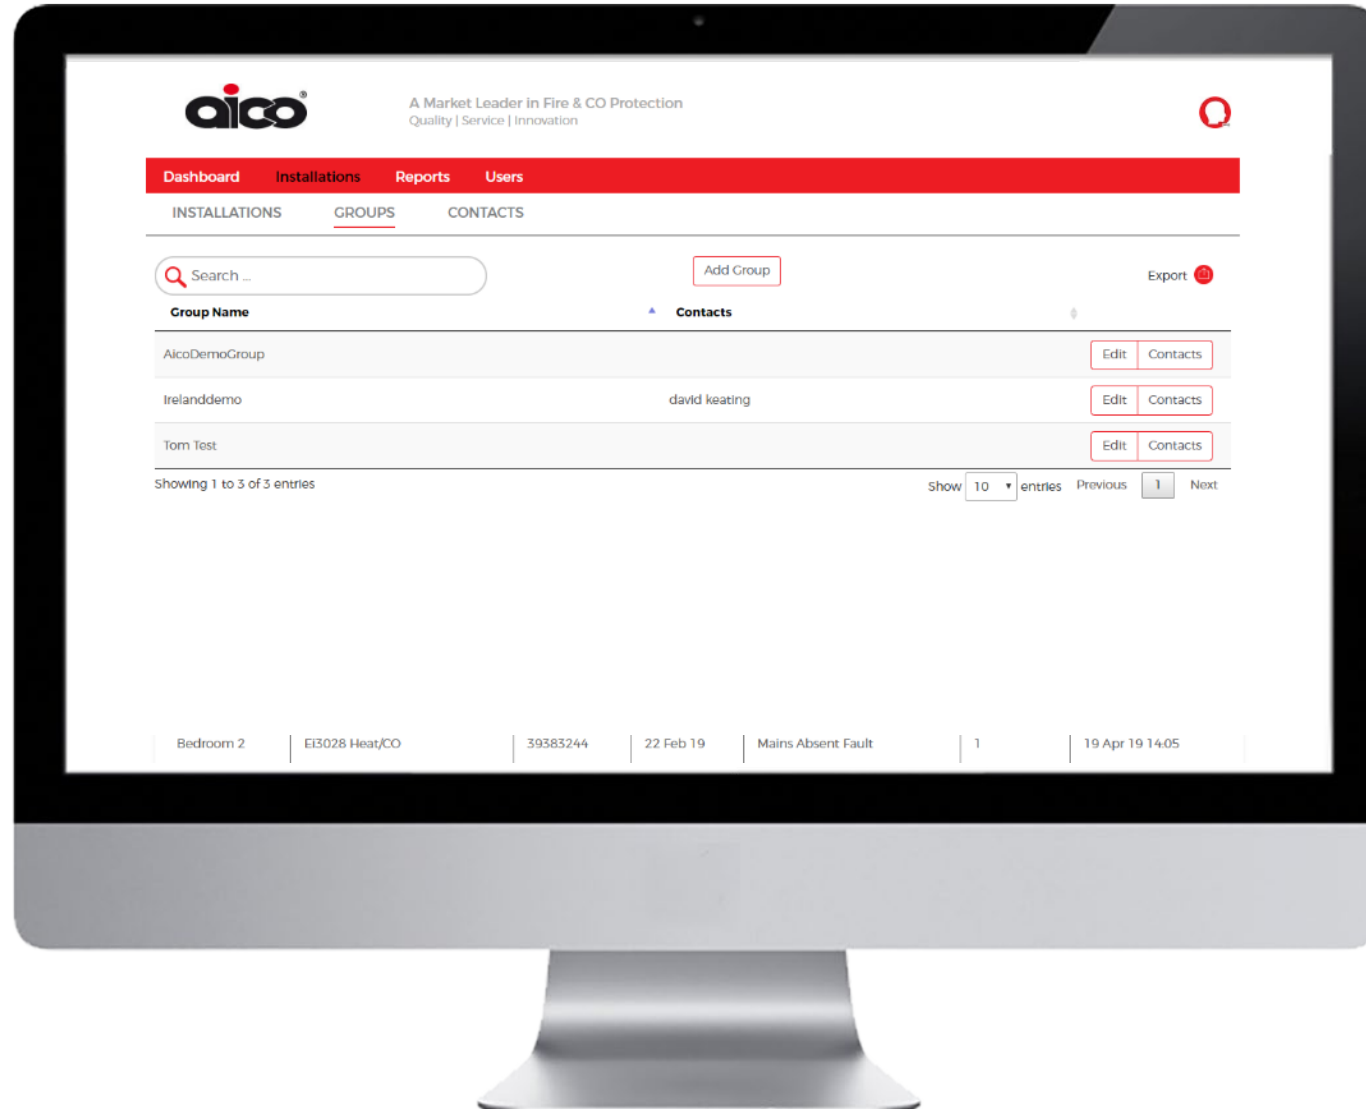 aico®
A Market Leader in Fire & CO Protection
Quality | Service | Innovation
Dashboard Installations Reports Users
INSTALLATIONS GROUPS CONTACTS
Search ... Add Group Export
Group Name Contacts
AicoDemoGroup Edit Contacts
Irelanddemo david keating Edit Contacts
Tom Test Edit Contacts
Showing 1 to 3 of 3 entries Show 10 entries Previous 1 Next
Bedroom 2 Ei3028 Heat/CO 39383244 22 Feb 19 Mains Absent Fault 1 19 Apr 19 14:05